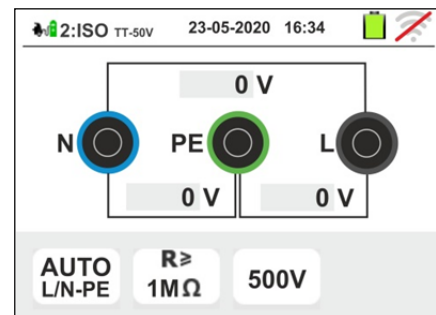 2:ISO TT-50V 23-05-2020 16:34
0 V
N PE L
0 V 0 V
AUTO R≥ 500V
L/N-PE 1MΩ